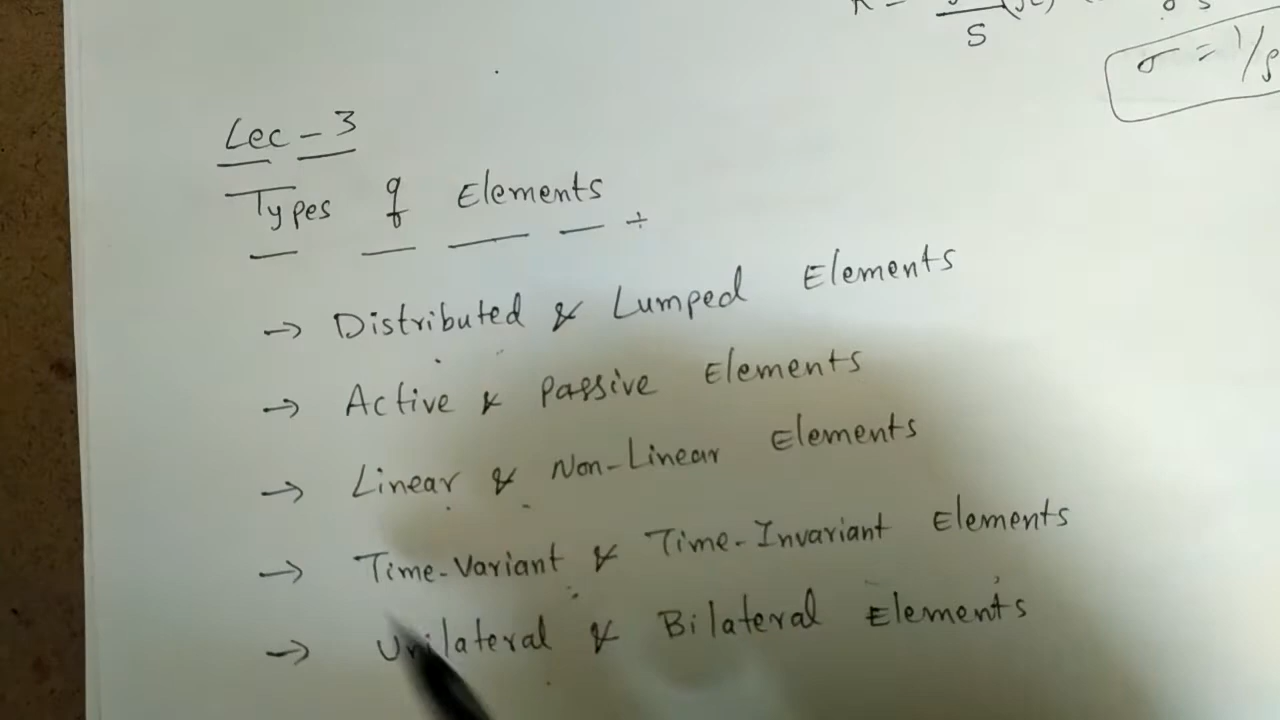 S
σ = 1/ρ
Lec - 3
Types of Elements :-
→ Distributed & Lumped Elements
→ Active & Passive Elements
→ Linear & Non-Linear Elements
→ Time-Variant & Time-Invariant Elements
→ Unilateral & Bilateral Elements